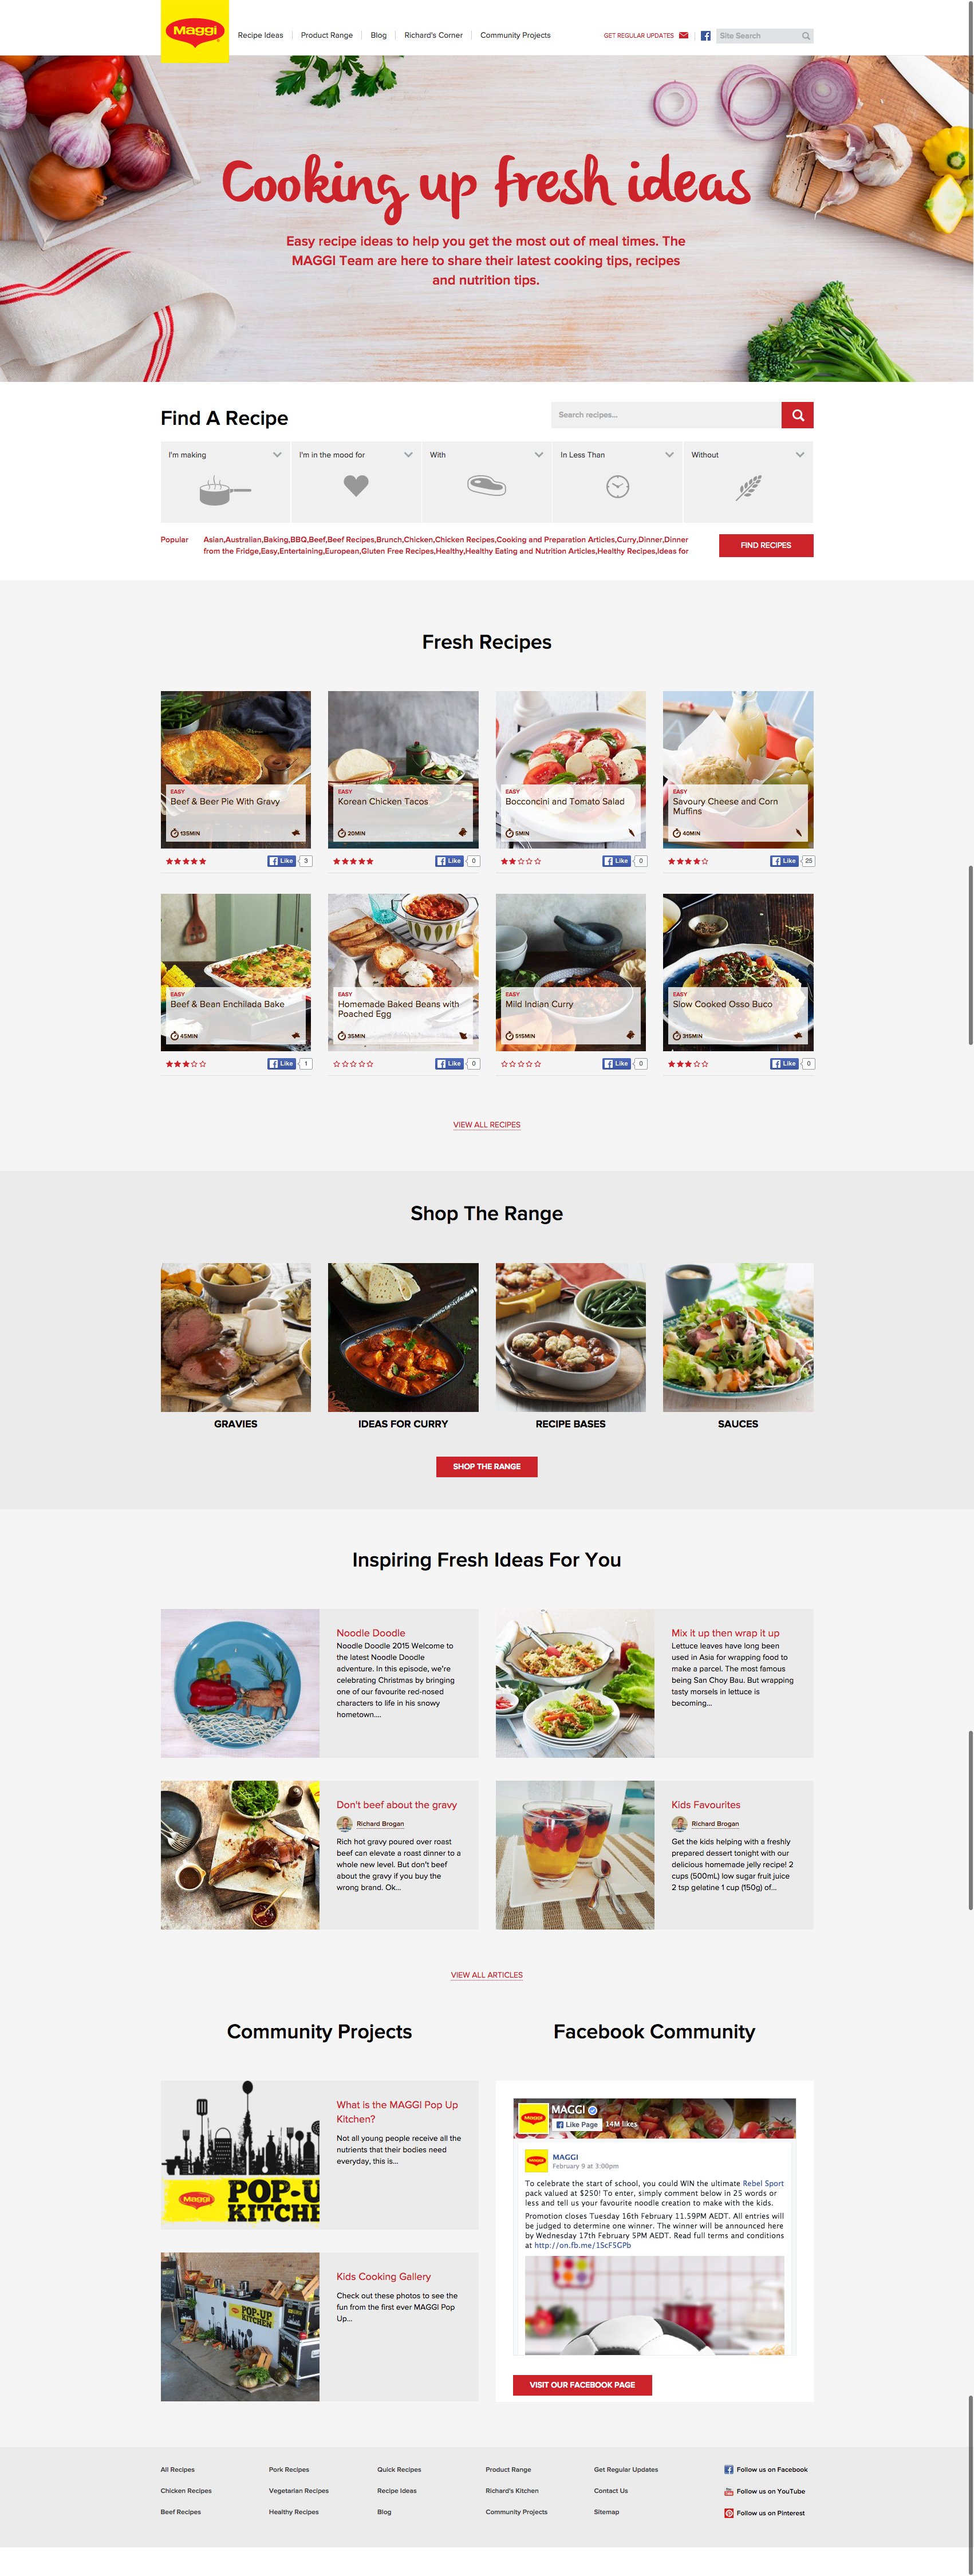 Maggi
Recipe Ideas
Product Range
Blog
Richard's Corner
Community Projects
GET REGULAR UPDATES
Site Search
Cooking up fresh ideas
Easy recipe ideas to help you get the most out of meal times. The
MAGGI Team are here to share their latest cooking tips, recipes
and nutrition tips.
Find A Recipe
Search recipes...
I'm making
I'm in the mood for
With
In Less Than
Without
Popular
Asian,Australian,Baking,BBQ,Beef,Beef Recipes,Brunch,Chicken,Chicken Recipes,Cooking and Preparation Articles,Curry,Dinner,Dinner
from the Fridge,Easy,Entertaining,European,Gluten Free Recipes,Healthy,Healthy Eating and Nutrition Articles,Healthy Recipes,Ideas for
FIND RECIPES
Fresh Recipes
EASY
Beef & Beer Pie With Gravy
135MIN
Like 3
EASY
Korean Chicken Tacos
20MIN
Like 0
EASY
Bocconcini and Tomato Salad
5MIN
Like 0
EASY
Savoury Cheese and Corn
Muffins
40MIN
Like 25
EASY
Beef & Bean Enchilada Bake
45MIN
Like 1
EASY
Homemade Baked Beans with
Poached Egg
35MIN
Like 0
EASY
Mild Indian Curry
515MIN
Like 0
EASY
Slow Cooked Osso Buco
315MIN
Like 0
VIEW ALL RECIPES
Shop The Range
GRAVIES
IDEAS FOR CURRY
RECIPE BASES
SAUCES
SHOP THE RANGE
Inspiring Fresh Ideas For You
Noodle Doodle
Noodle Doodle 2015 Welcome to
the latest Noodle Doodle
adventure. In this episode, we're
celebrating Christmas by bringing
one of our favourite red-nosed
characters to life in his snowy
hometown....
Mix it up then wrap it up
Lettuce leaves have long been
used in Asia for wrapping food to
make a parcel. The most famous
being San Choy Bau. But wrapping
tasty morsels in lettuce is
becoming...
Don't beef about the gravy
Richard Brogan
Rich hot gravy poured over roast
beef can elevate a roast dinner to a
whole new level. But don't beef
about the gravy if you buy the
wrong brand. Ok...
Kids Favourites
Richard Brogan
Get the kids helping with a freshly
prepared dessert tonight with our
delicious homemade jelly recipe! 2
cups (500mL) low sugar fruit juice
2 tsp gelatine 1 cup (150g) of...
VIEW ALL ARTICLES
Community Projects
Maggi
POP-U
KITCHE
What is the MAGGI Pop Up
Kitchen?
Not all young people receive all the
nutrients that their bodies need
everyday, this is...
POP-UP
KITCHEN
Kids Cooking Gallery
Check out these photos to see the
fun from the first ever MAGGI Pop
Up...
Facebook Community
Maggi
MAGGI
Like Page
14M likes
Maggi
MAGGI
February 9 at 3:00pm
To celebrate the start of school, you could WIN the ultimate Rebel Sport
pack valued at $250! To enter, simply comment below in 25 words or
less and tell us your favourite noodle creation to make with the kids.
Promotion closes Tuesday 16th February 11.59PM AEDT. All entries will
be judged to determine one winner. The winner will be announced here
by Wednesday 17th February 5PM AEDT. Read full terms and conditions
at http://on.fb.me/1ScF5GPb
VISIT OUR FACEBOOK PAGE
All Recipes
Chicken Recipes
Beef Recipes
Pork Recipes
Vegetarian Recipes
Healthy Recipes
Quick Recipes
Recipe Ideas
Blog
Product Range
Richard's Kitchen
Community Projects
Get Regular Updates
Contact Us
Sitemap
Follow us on Facebook
Follow us on YouTube
Follow us on Pinterest